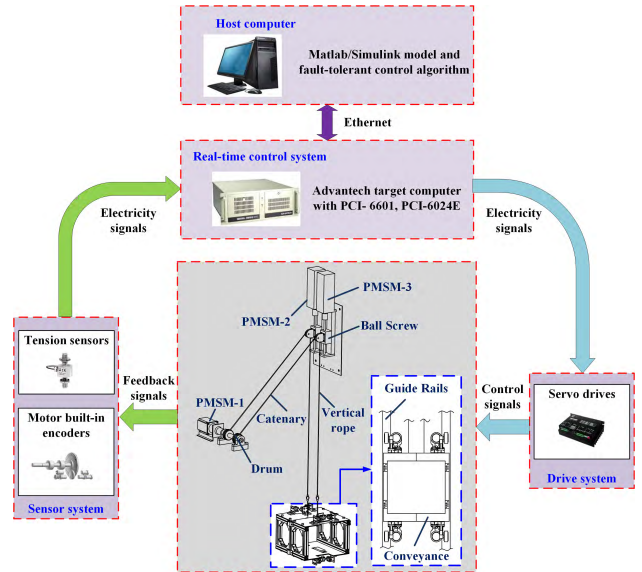 Host computer
Matlab/Simulink model and
fault-tolerant control algorithm
Ethernet
Real-time control system
Advantech target computer
with PCI- 6601, PCI-6024E
Electricity
signals
Electricity
signals
PMSM-3
PMSM-2
Ball Screw
Tension sensors
Motor built-in
encoders
Sensor system
Feedback
signals
PMSM-1
Catenary
Drum
Vertical
rope
Guide Rails
Conveyance
Control
signals
Servo drives
Drive system